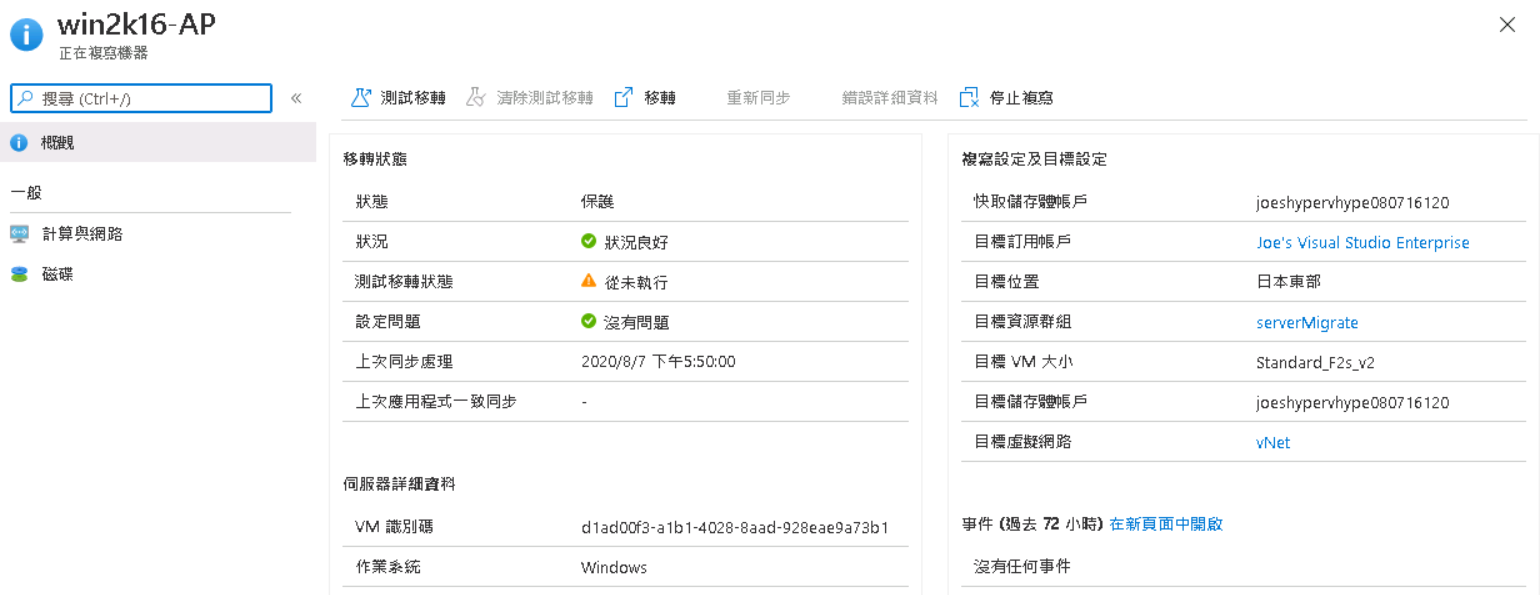 win2k16-AP
正在複寫機器
搜尋 (Ctrl+/)
概觀
一般
計算與網路
磁碟
測試移轉 清除測試移轉 移轉 重新同步 錯誤詳細資料 停止複寫
移轉狀態
狀態 保護
狀況 狀況良好
測試移轉狀態 從未執行
設定問題 沒有問題
上次同步處理 2020/8/7 下午5:50:00
上次應用程式一致同步 -
伺服器詳細資料
VM 識別碼 d1ad00f3-a1b1-4028-8aad-928eae9a73b1
作業系統 Windows
複寫設定及目標設定
快取儲存體帳戶 joeshypervhype080716120
目標訂用帳戶 Joe's Visual Studio Enterprise
目標位置 日本東部
目標資源群組 serverMigrate
目標 VM 大小 Standard_F2s_v2
目標儲存體帳戶 joeshypervhype080716120
目標虛擬網路 vNet
事件 (過去 72 小時) 在新頁面中開啟
沒有任何事件